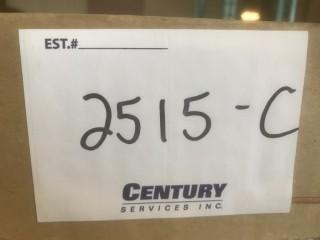 EST.#
2515-C
CENTURY
SERVICES INC.